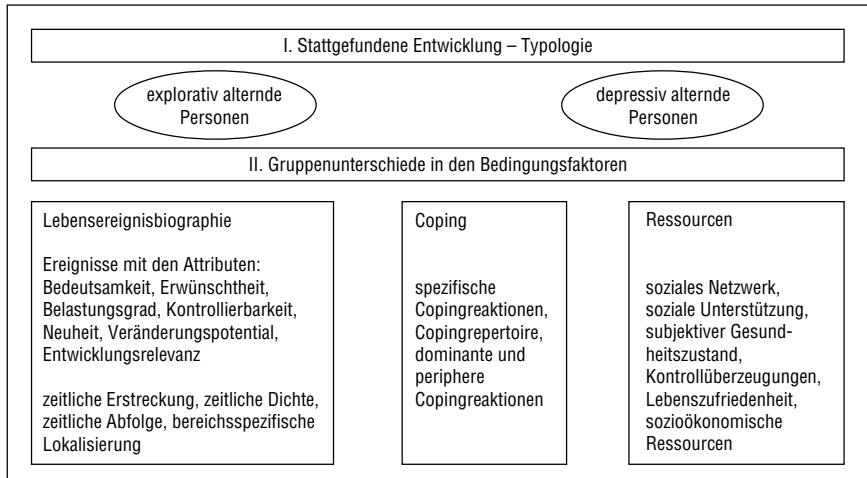 I. Stattgefundene Entwicklung – Typologie
explorativ alternde
Personen
depressiv alternde
Personen
II. Gruppenunterschiede in den Bedingungsfaktoren
Lebensereignisbiographie
Ereignisse mit den Attributen:
Bedeutsamkeit, Erwünschtheit,
Belastungsgrad, Kontrollierbarkeit,
Neuheit, Veränderungspotential,
Entwicklungsrelevanz
zeitliche Erstreckung, zeitliche Dichte,
zeitliche Abfolge, bereichsspezifische
Lokalisierung
Coping
spezifische
Copingreaktionen,
Copingrepertoire,
dominante und
periphere
Copingreaktionen
Ressourcen
soziales Netzwerk,
soziale Unterstützung,
subjektiver Gesund-
heitszustand,
Kontrollüberzeugungen,
Lebenszufriedenheit,
sozioökonomische
Ressourcen